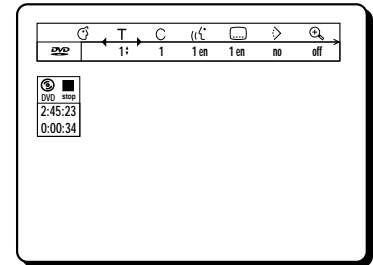 T C
DVD 1 1 1 en 1 en no off
DVD stop
2:45:23
0:00:34